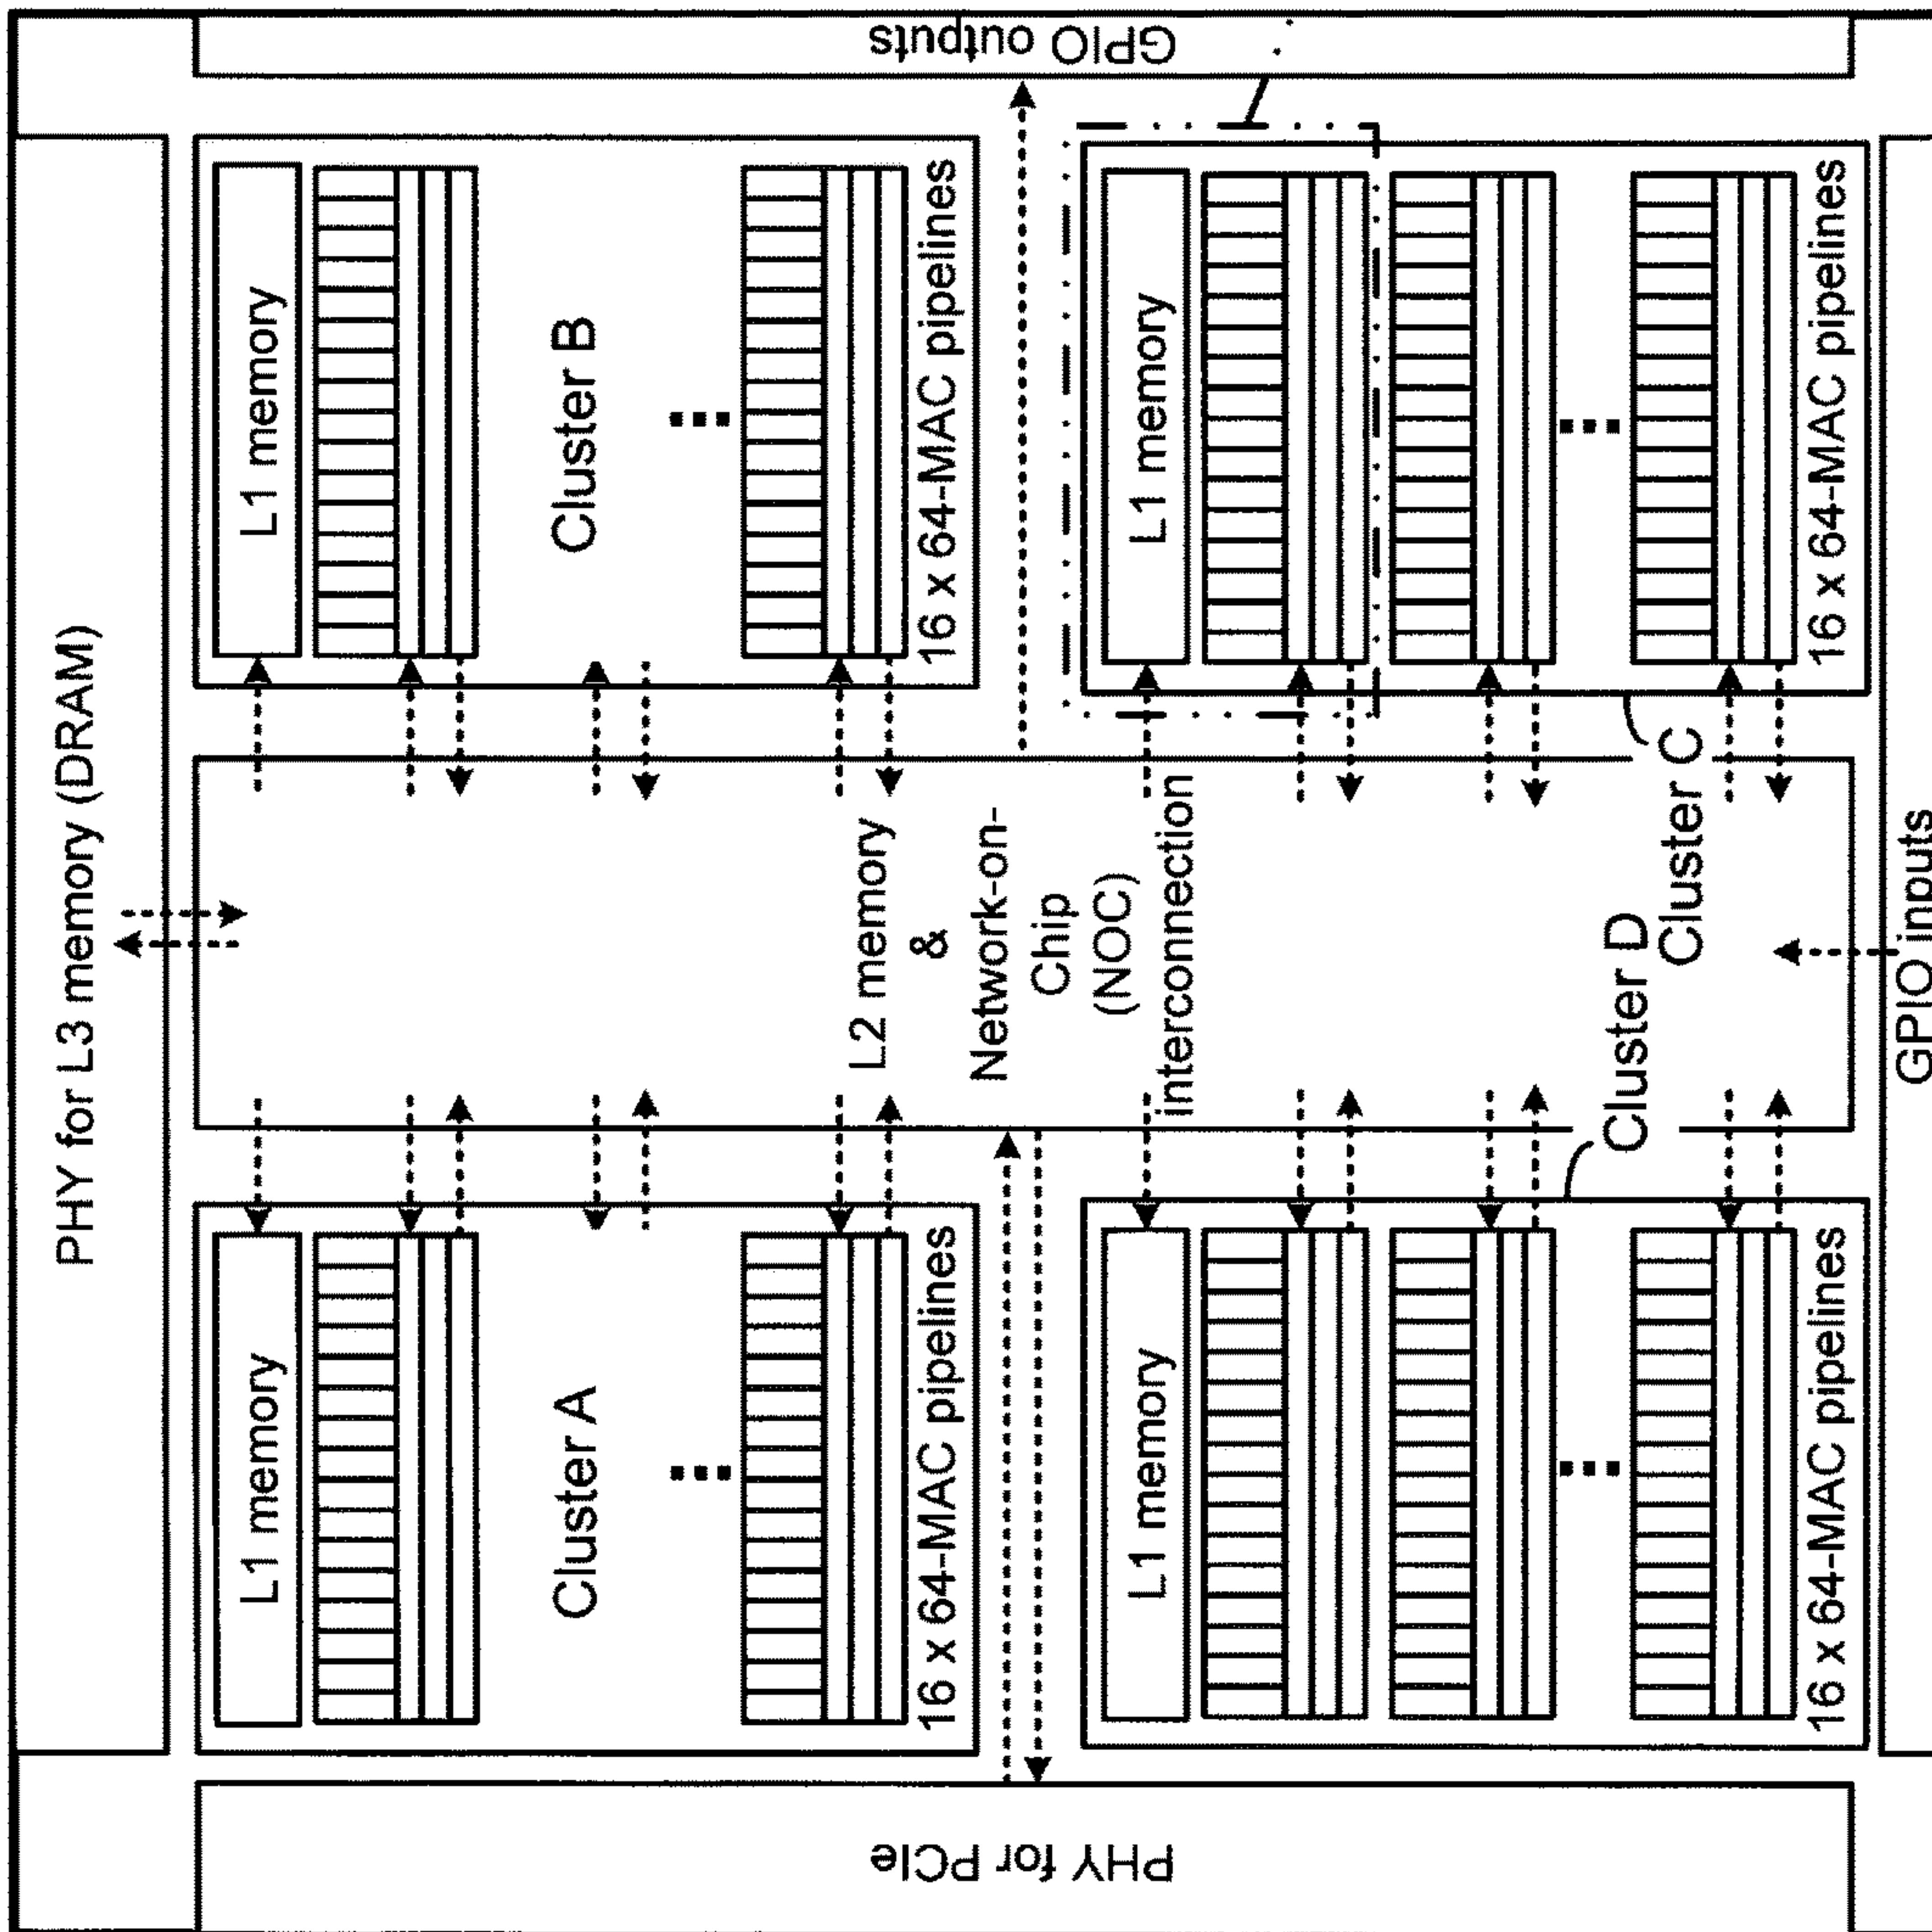 PHY for L3 memory (DRAM)
PHY for PCIe
L1 memory
Cluster A
16 x 64-MAC pipelines
L1 memory
Cluster B
16 x 64-MAC pipelines
L2 memory
&
Network-on-
Chip
(NOC)
interconnection
L1 memory
16 x 64-MAC pipelines
Cluster D
L1 memory
16 x 64-MAC pipelines
Cluster C
GPIO outputs
GPIO inputs